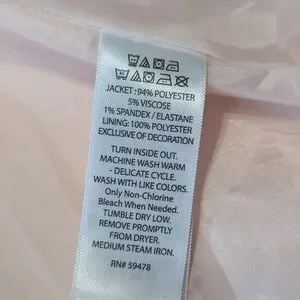 JACKET: 94% POLYESTER
5% VISCOSE
1% SPANDEX / ELASTANE
LINING: 100% POLYESTER
EXCLUSIVE OF DECORATION
TURN INSIDE OUT.
MACHINE WASH WARM
- DELICATE CYCLE.
WASH WITH LIKE COLORS.
Only Non-Chlorine
Bleach When Needed.
TUMBLE DRY LOW.
REMOVE PROMPTLY
FROM DRYER.
MEDIUM STEAM IRON.
RN# 59478